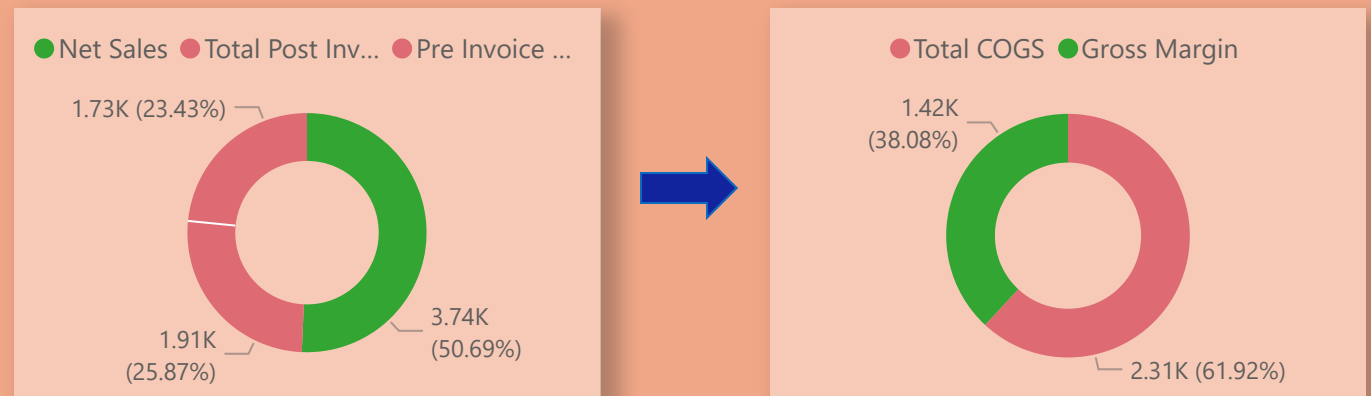 Net Sales Total Post Inv... Pre Invoice ...
1.73K (23.43%)
3.74K
(50.69%)
1.91K
(25.87%)
Total COGS Gross Margin
1.42K
(38.08%)
2.31K (61.92%)